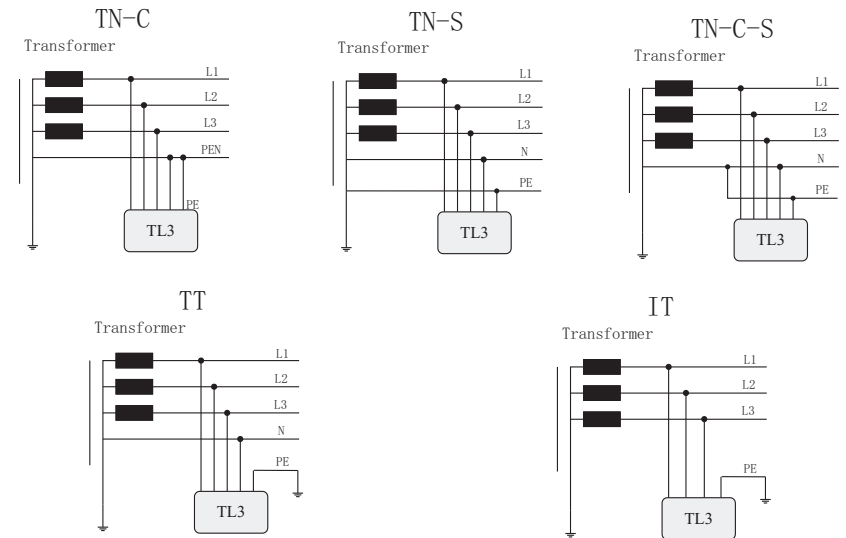 TN-C
Transformer
L1
L2
L3
PEN
PE
TL3
TN-S
Transformer
L1
L2
L3
N
PE
TL3
TN-C-S
Transformer
L1
L2
L3
N
PE
TL3
TT
Transformer
L1
L2
L3
N
PE
TL3
IT
Transformer
L1
L2
L3
PE
TL3